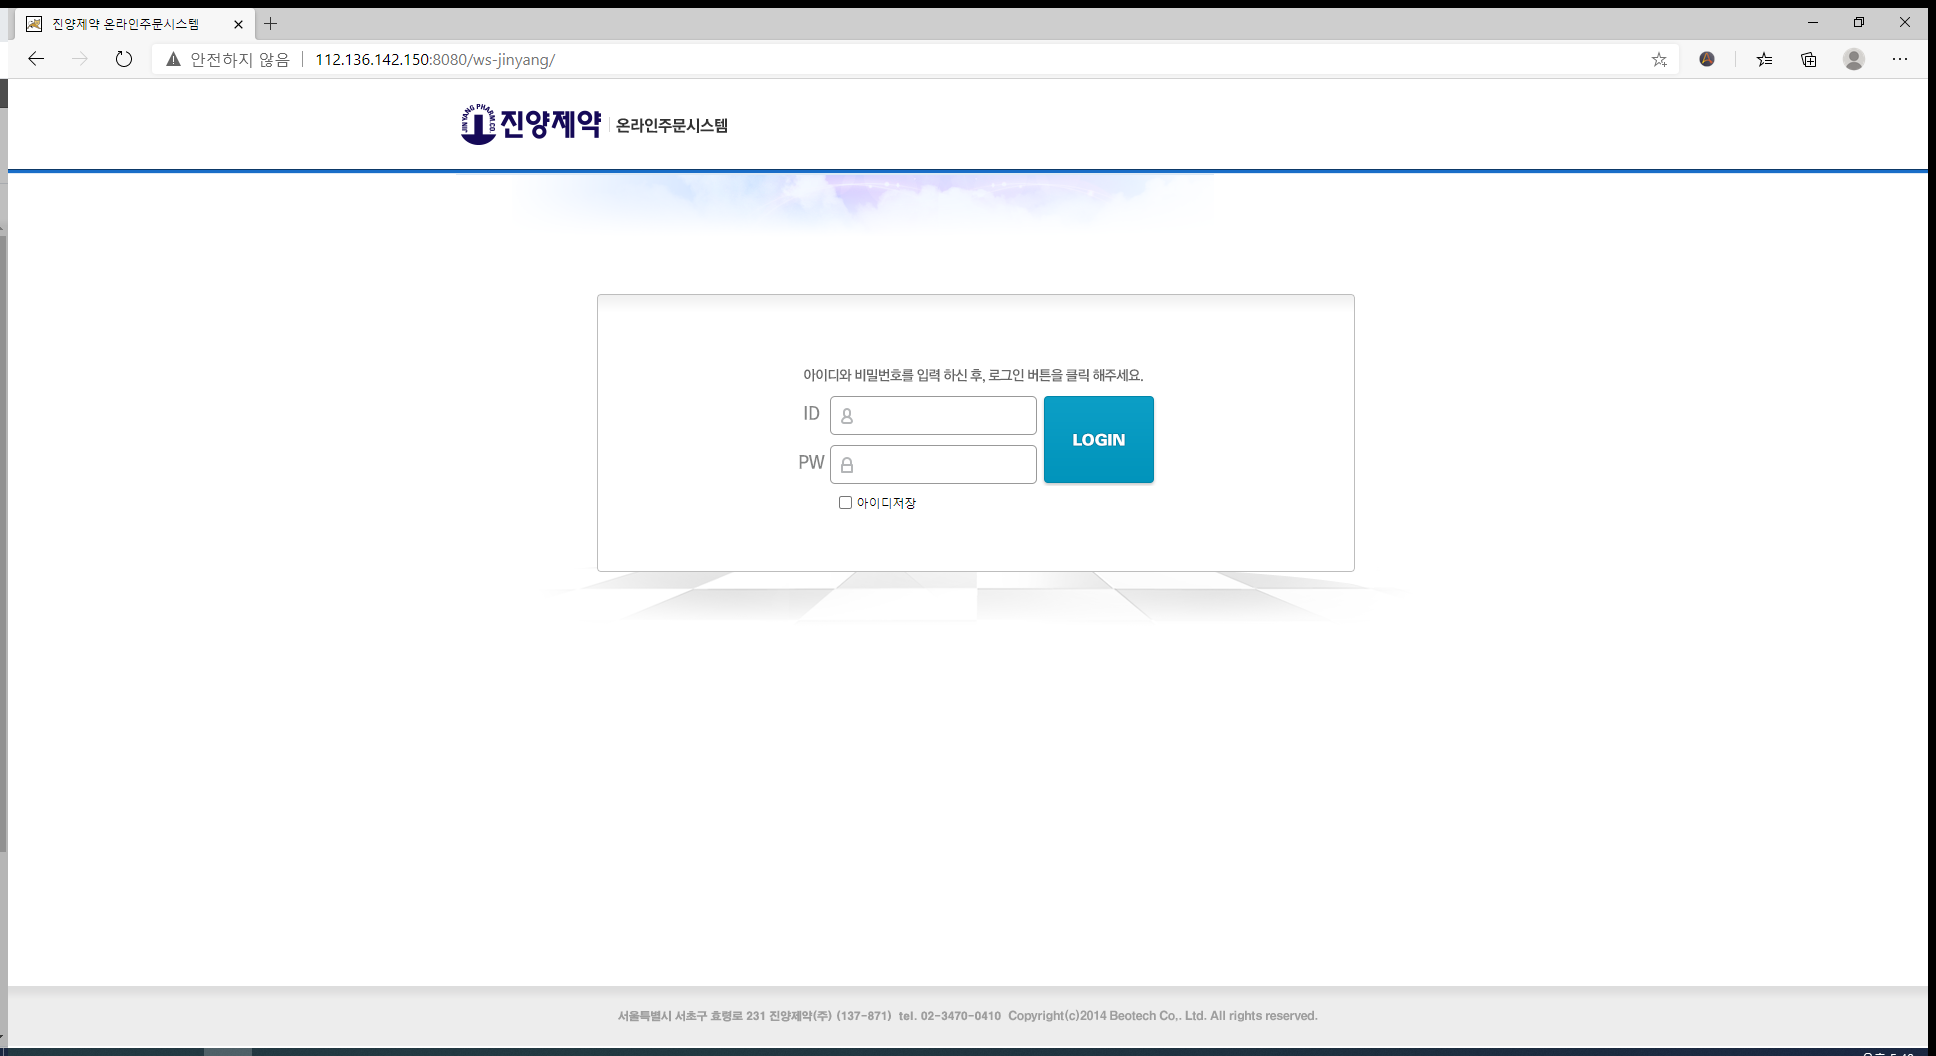 진양제약 온라인주문시스템
안전하지 않음 112.136.142.150:8080/ws-jinyang/
JIN YANG PHARM.CO. 진양제약 온라인주문시스템
아이디와 비밀번호를 입력 하신 후, 로그인 버튼을 클릭 해주세요.
ID
LOGIN
PW
아이디저장
서울특별시 서초구 효령로 231 진양제약(주) (137-871) tel. 02-3470-0410 Copyright(c)2014 Beotech Co,. Ltd. All rights reserved.